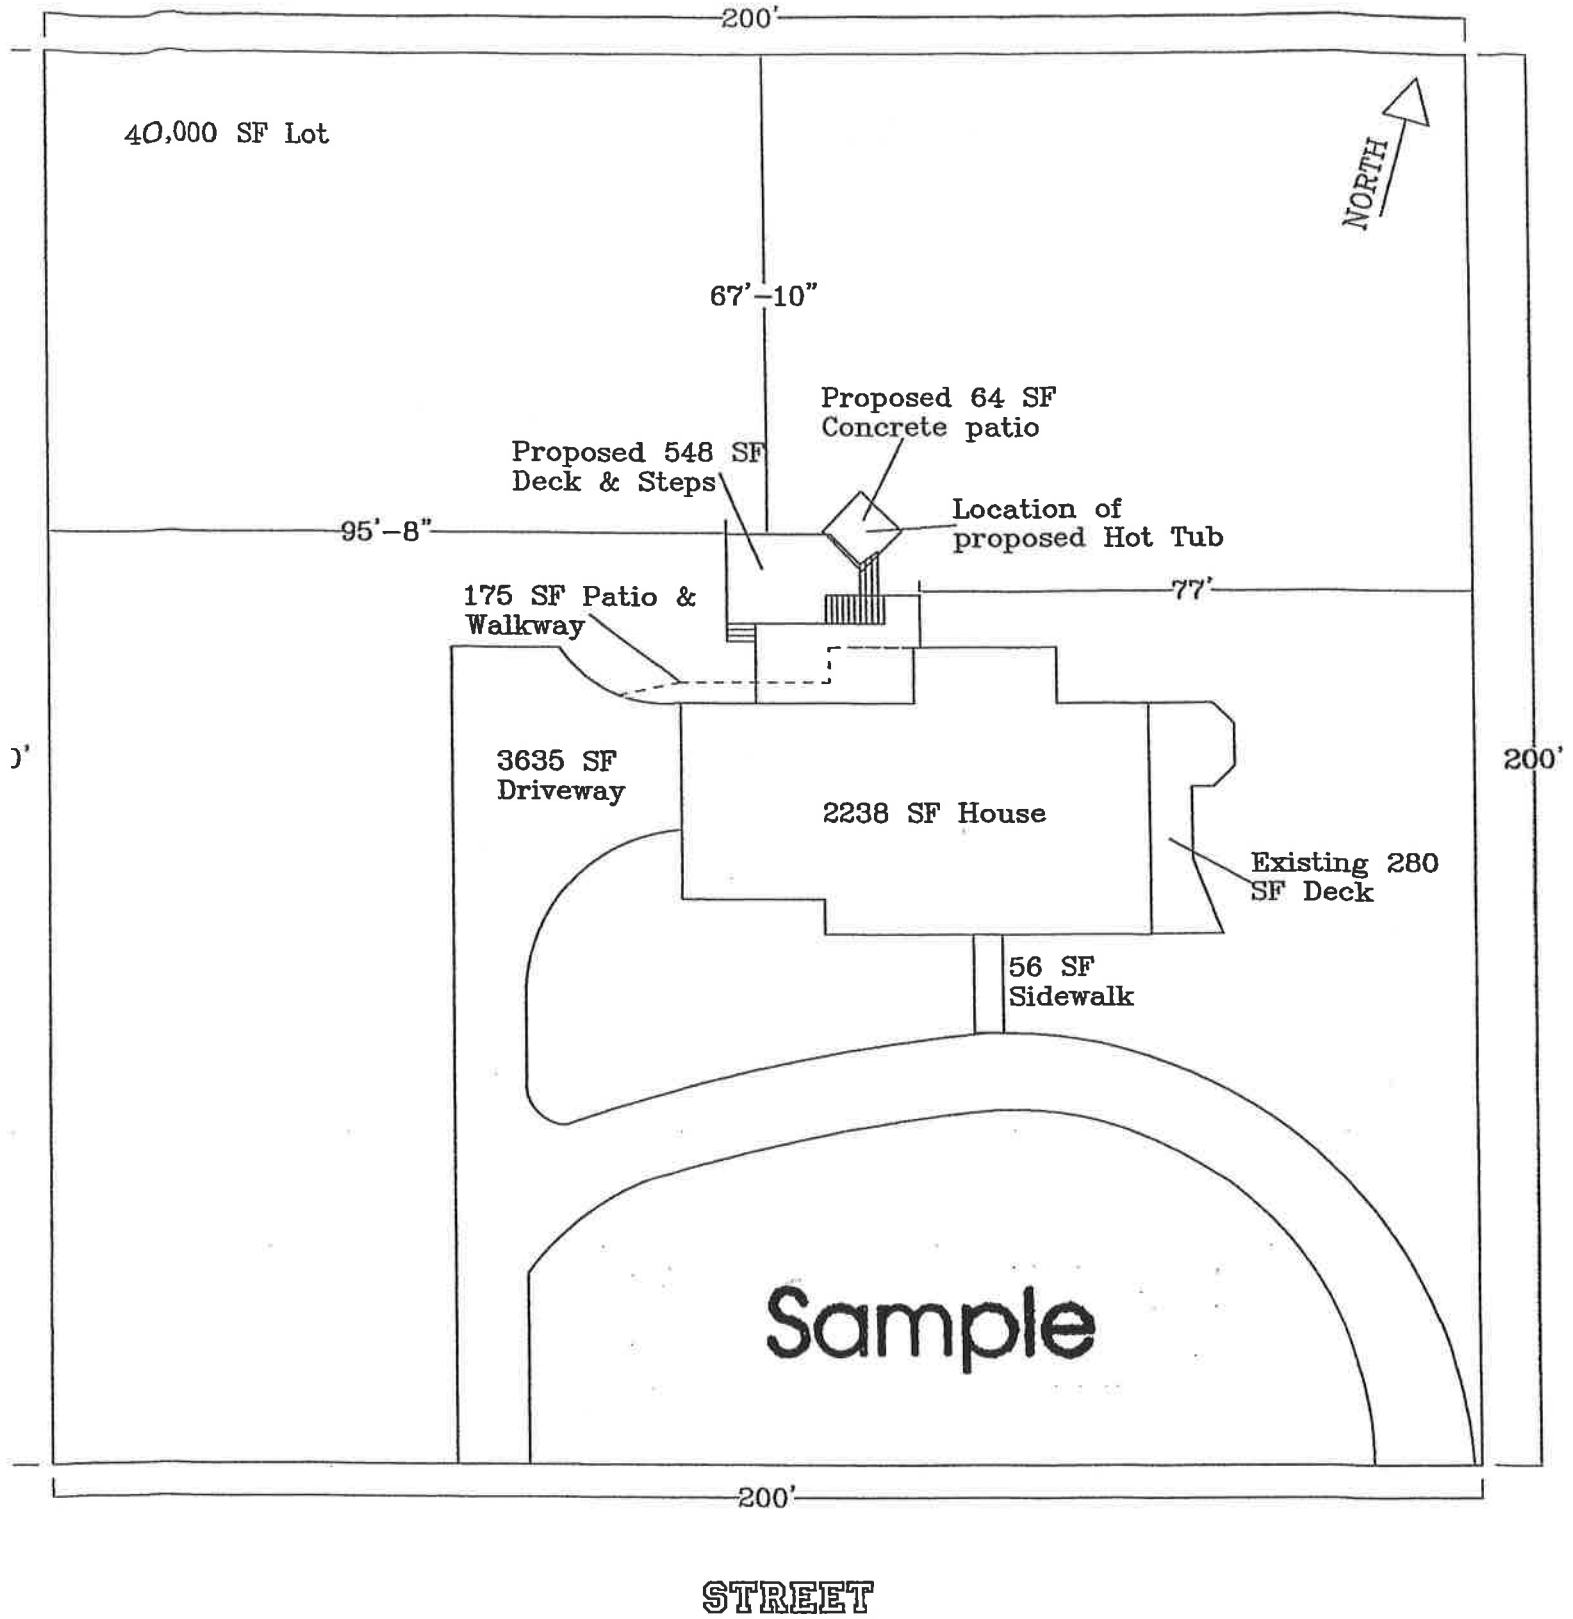 200'
40,000 SF Lot
NORTH
67'-10"
Proposed 64 SF
Concrete patio
Proposed 548 SF
Deck & Steps
Location of
proposed Hot Tub
95'-8"
77'
175 SF Patio &
Walkway
3635 SF
Driveway
0'
200'
2238 SF House
Existing 280
SF Deck
56 SF
Sidewalk
Sample
200'
STREET